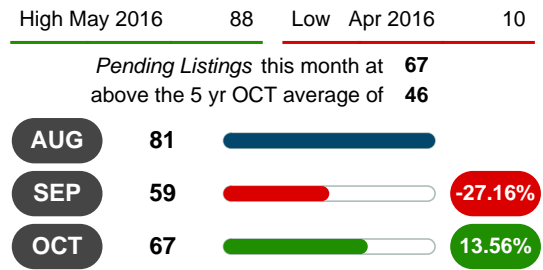 High May 2016 88 Low Apr 2016 10
Pending Listings this month at 67
above the 5 yr OCT average of 46
AUG 81
SEP 59 -27.16%
OCT 67 13.56%